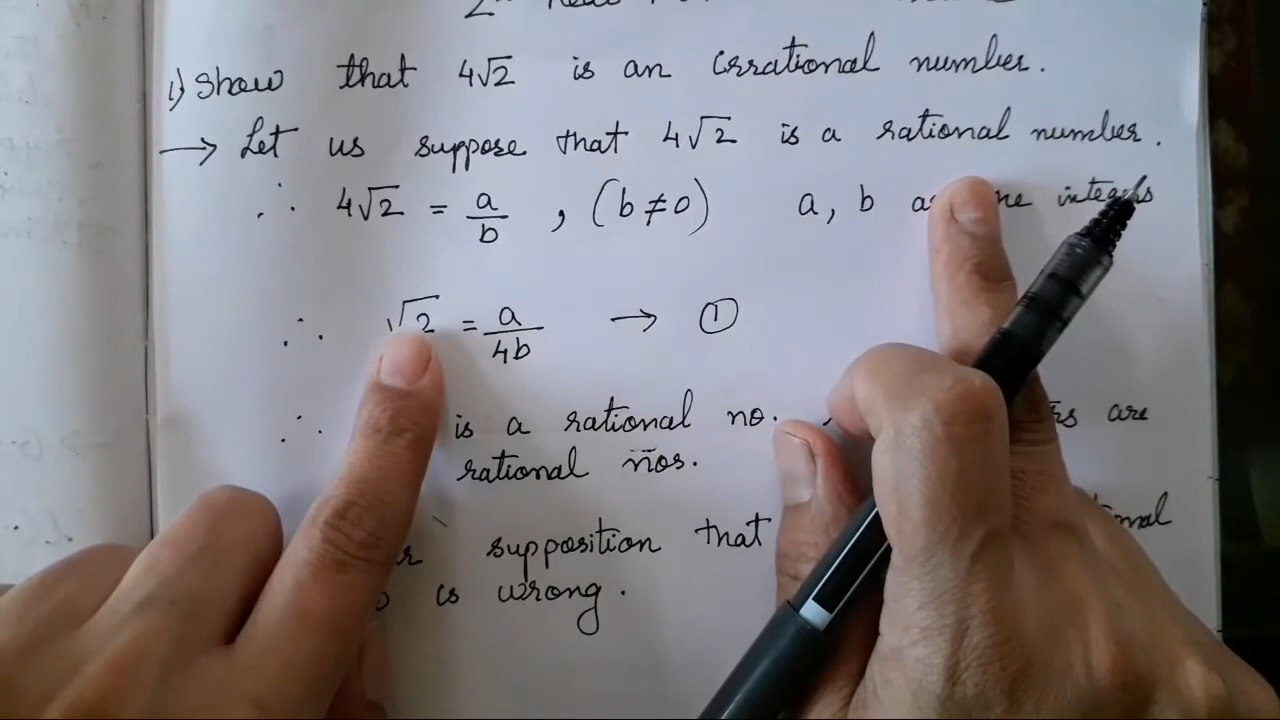 1) Show that 4√2 is an irrational number.
→ Let us suppose that 4√2 is a rational number.
∴ 4√2 = a/b , (b ≠ 0) a, b integers
∴ √2 = a/4b → ①
∴ is a rational no. are
rational nos.
supposition that
is wrong.